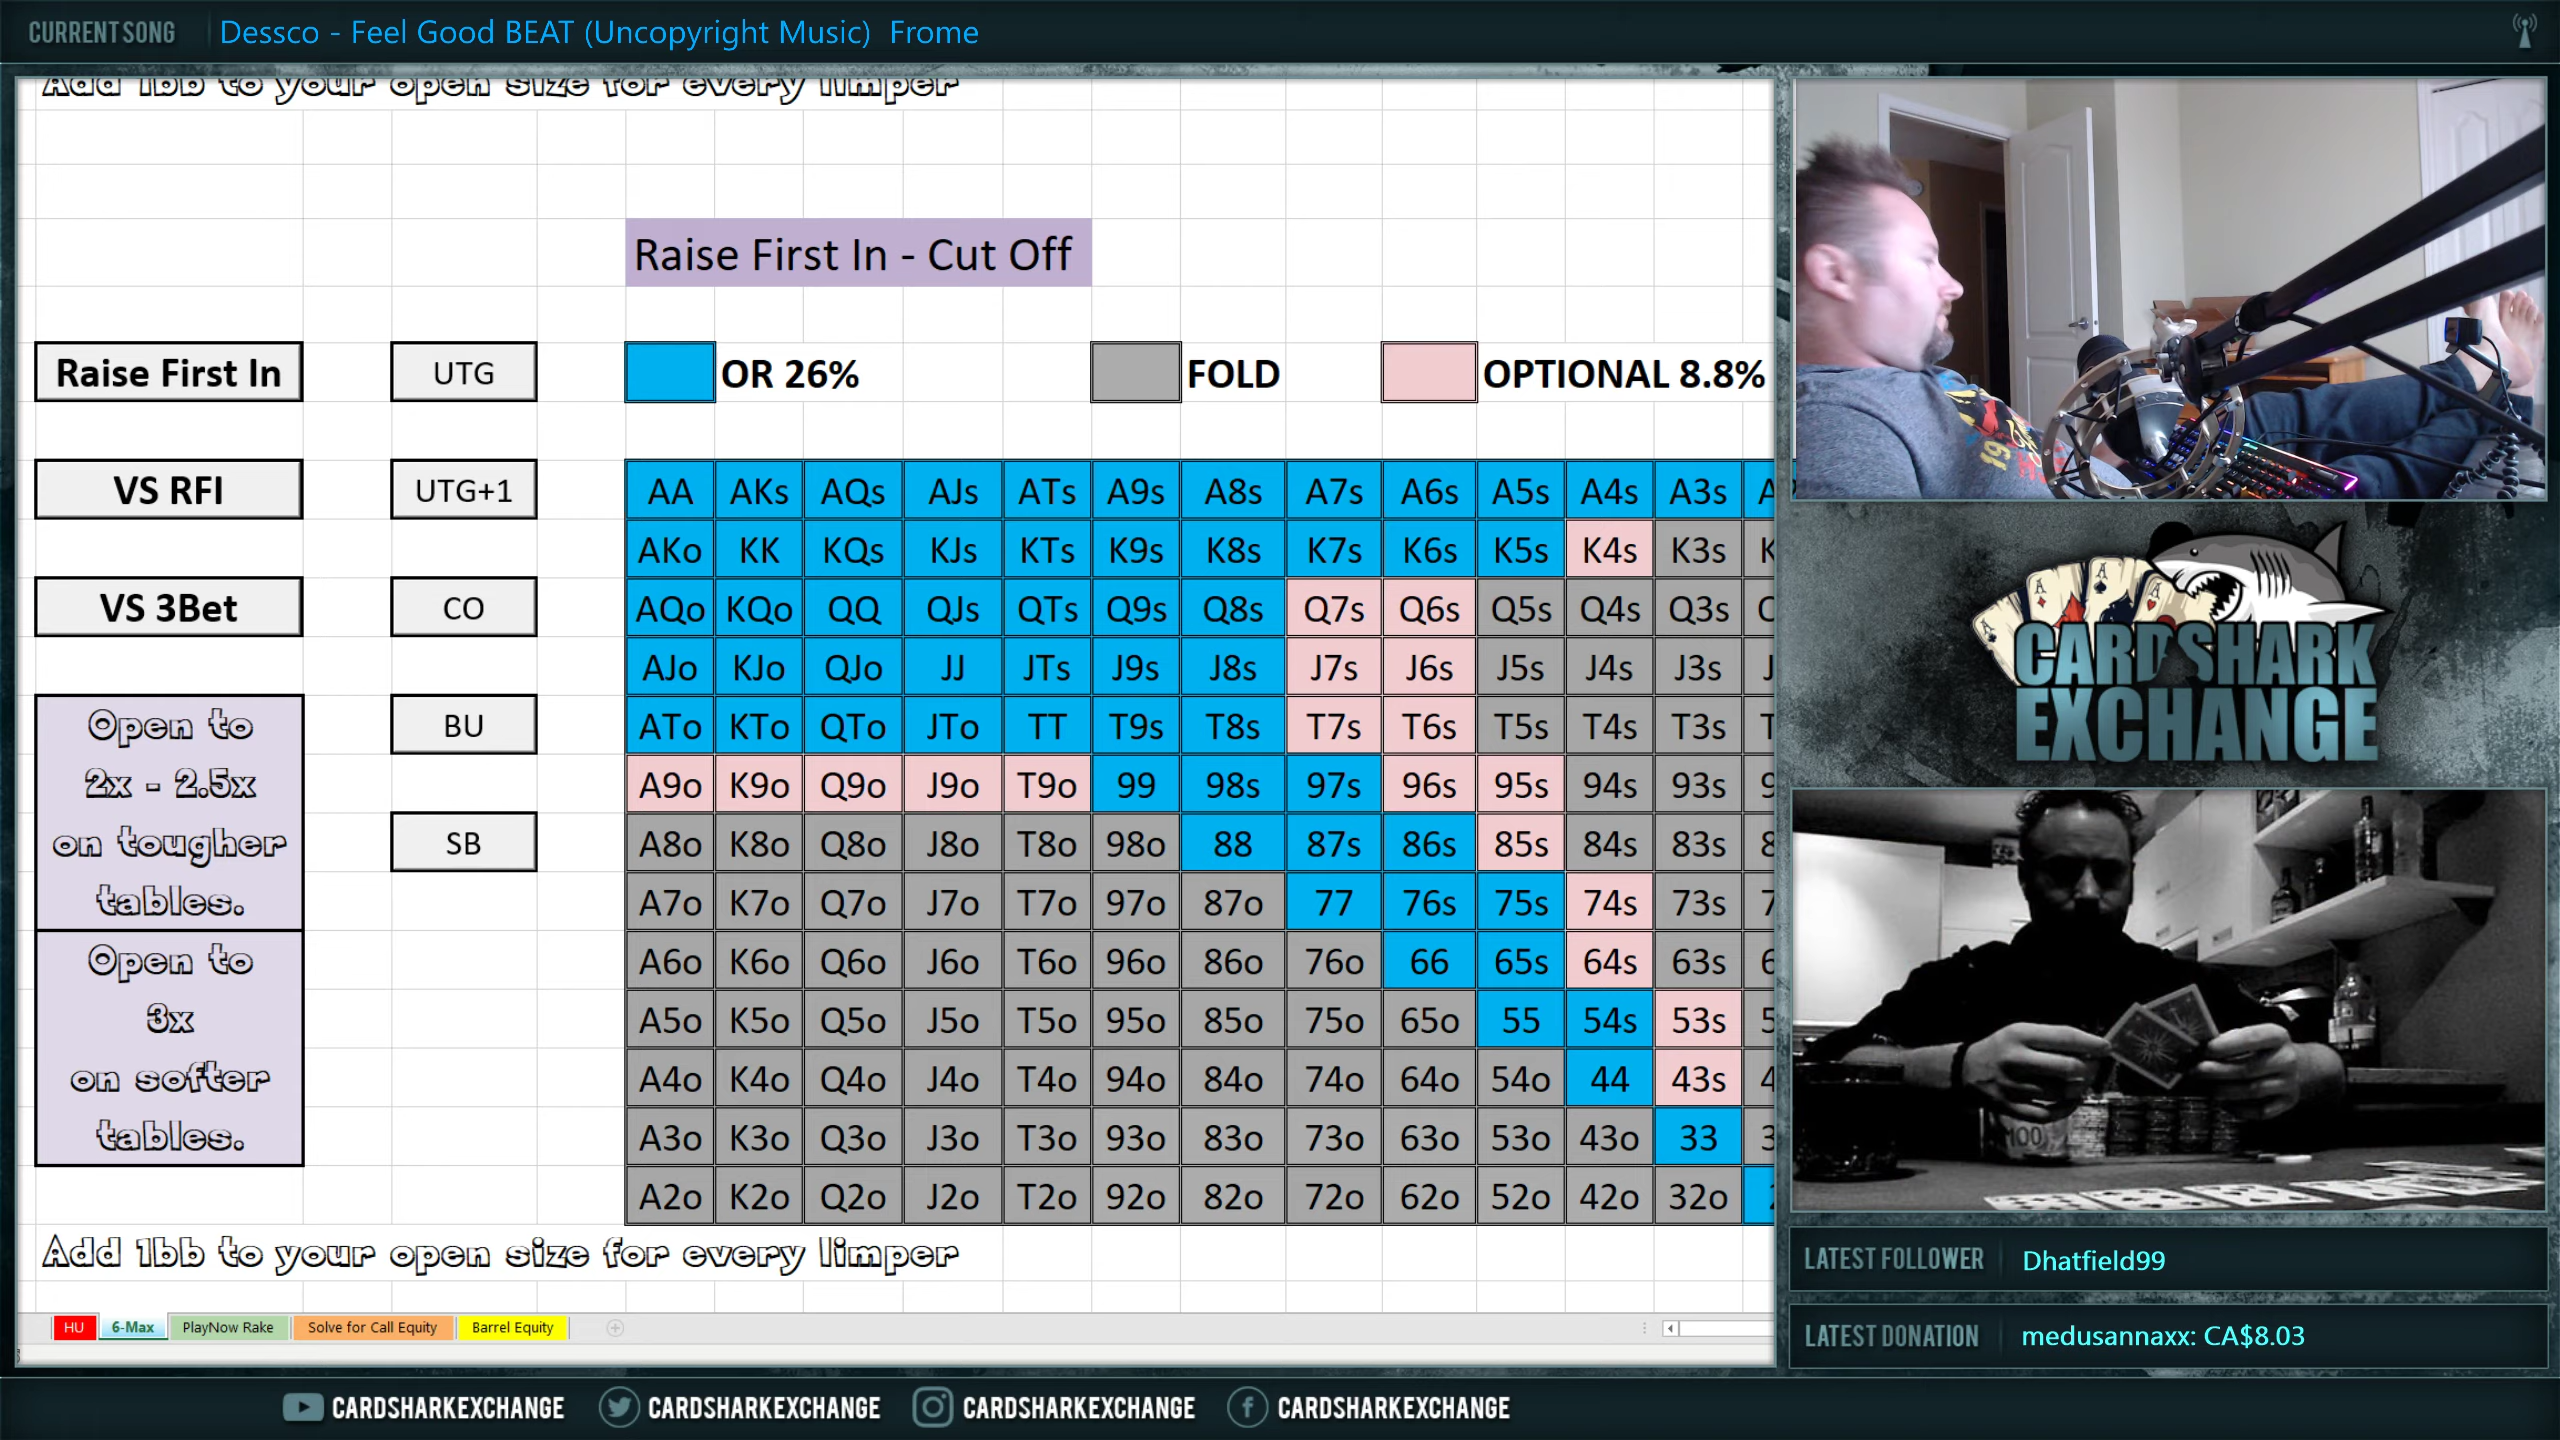 CURRENT SONG Dessco - Feel Good BEAT (Uncopyright Music) Frome
Add 1bb to your open size for every limper
Raise First In - Cut Off
Raise First In UTG OR 26% FOLD OPTIONAL 8.8%
VS RFI UTG+1
VS 3Bet CO
BU
SB
Open to
2x - 2.5x
on tougher
tables.
Open to
3x
on softer
tables.
AA AKs AQs AJs ATs A9s A8s A7s A6s A5s A4s A3s
AKo KK KQs KJs KTs K9s K8s K7s K6s K5s K4s K3s
AQo KQo QQ QJs QTs Q9s Q8s Q7s Q6s Q5s Q4s Q3s
AJo KJo QJo JJ JTs J9s J8s J7s J6s J5s J4s J3s
ATo KTo QTo JTo TT T9s T8s T7s T6s T5s T4s T3s
A9o K9o Q9o J9o T9o 99 98s 97s 96s 95s 94s 93s
A8o K8o Q8o J8o T8o 98o 88 87s 86s 85s 84s 83s
A7o K7o Q7o J7o T7o 97o 87o 77 76s 75s 74s 73s
A6o K6o Q6o J6o T6o 96o 86o 76o 66 65s 64s 63s
A5o K5o Q5o J5o T5o 95o 85o 75o 65o 55 54s 53s
A4o K4o Q4o J4o T4o 94o 84o 74o 64o 54o 44 43s
A3o K3o Q3o J3o T3o 93o 83o 73o 63o 53o 43o 33
A2o K2o Q2o J2o T2o 92o 82o 72o 62o 52o 42o 32o
Add 1bb to your open size for every limper
HU 6-Max PlayNow Rake Solve for Call Equity Barrel Equity
CARDSHARK
EXCHANGE
LATEST FOLLOWER Dhatfield99
LATEST DONATION medusannaxx: CA$8.03
CARDSHARKEXCHANGE CARDSHARKEXCHANGE CARDSHARKEXCHANGE CARDSHARKEXCHANGE